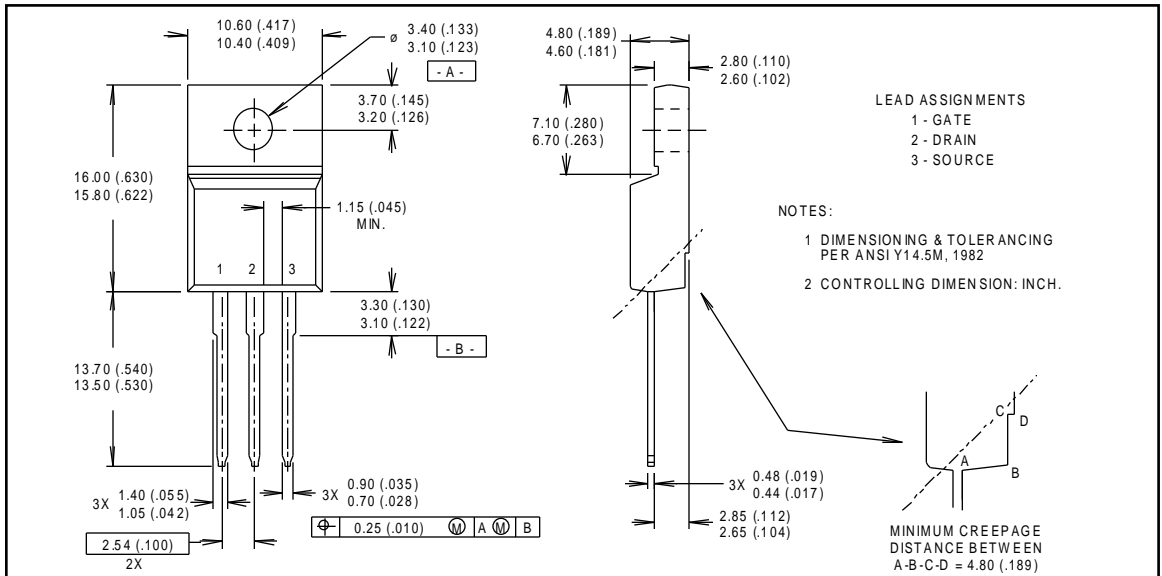 10.60 (.417)
10.40 (.409)
ø 3.40 (.133)
3.10 (.123)
- A -
3.70 (.145)
3.20 (.126)
16.00 (.630)
15.80 (.622)
1.15 (.045)
MIN.
1 2 3
3.30 (.130)
3.10 (.122)
- B -
13.70 (.540)
13.50 (.530)
3X 1.40 (.055)
1.05 (.042)
3X 0.90 (.035)
0.70 (.028)
0.25 (.010) Ⓜ A Ⓜ B
2.54 (.100)
2X
4.80 (.189)
4.60 (.181)
2.80 (.110)
2.60 (.102)
7.10 (.280)
6.70 (.263)
3X 0.48 (.019)
0.44 (.017)
2.85 (.112)
2.65 (.104)
LEAD ASSIGNMENTS
1 - GATE
2 - DRAIN
3 - SOURCE
NOTES:
1 DIMENSIONING & TOLERANCING
PER ANSI Y14.5M, 1982
2 CONTROLLING DIMENSION: INCH.
C
D
A
B
MINIMUM CREEPAGE
DISTANCE BETWEEN
A-B-C-D = 4.80 (.189)